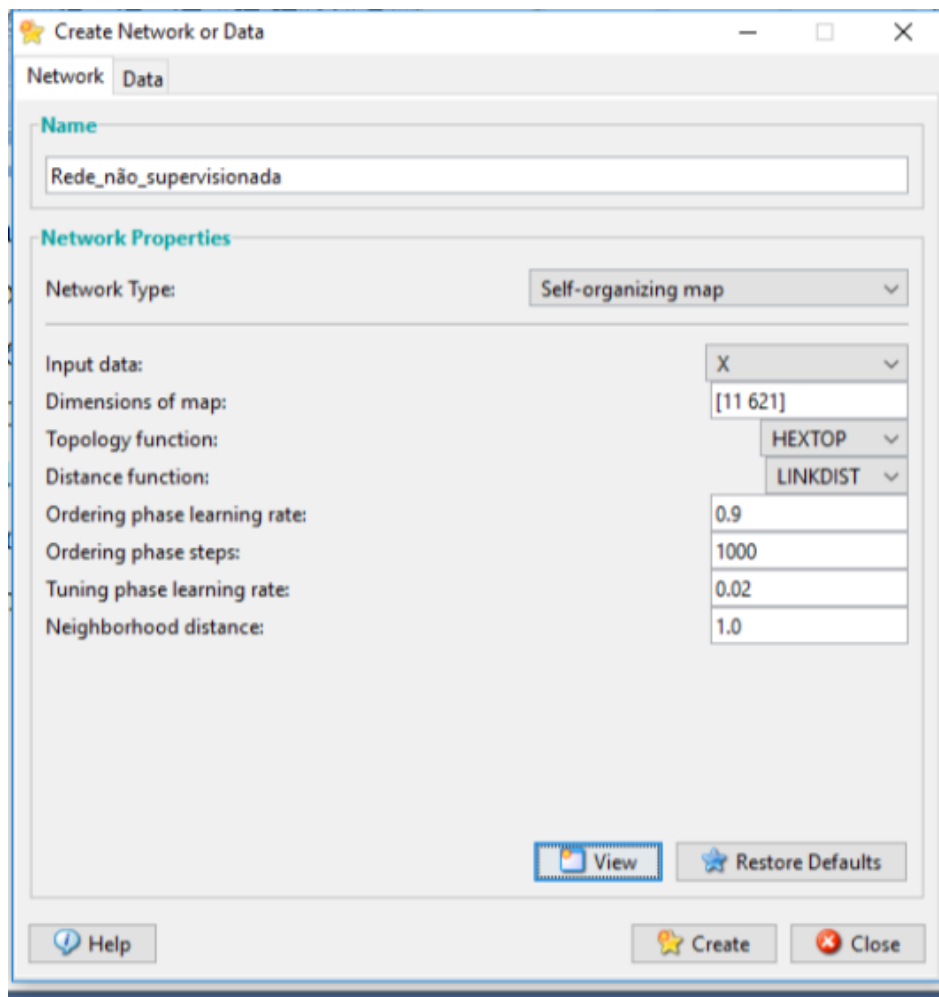 Create Network or Data
Network Data
Name
Rede_não_supervisionada
Network Properties
Network Type: Self-organizing map
Input data: X
Dimensions of map: [11 621]
Topology function: HEXTOP
Distance function: LINKDIST
Ordering phase learning rate: 0.9
Ordering phase steps: 1000
Tuning phase learning rate: 0.02
Neighborhood distance: 1.0
View Restore Defaults
Help Create Close